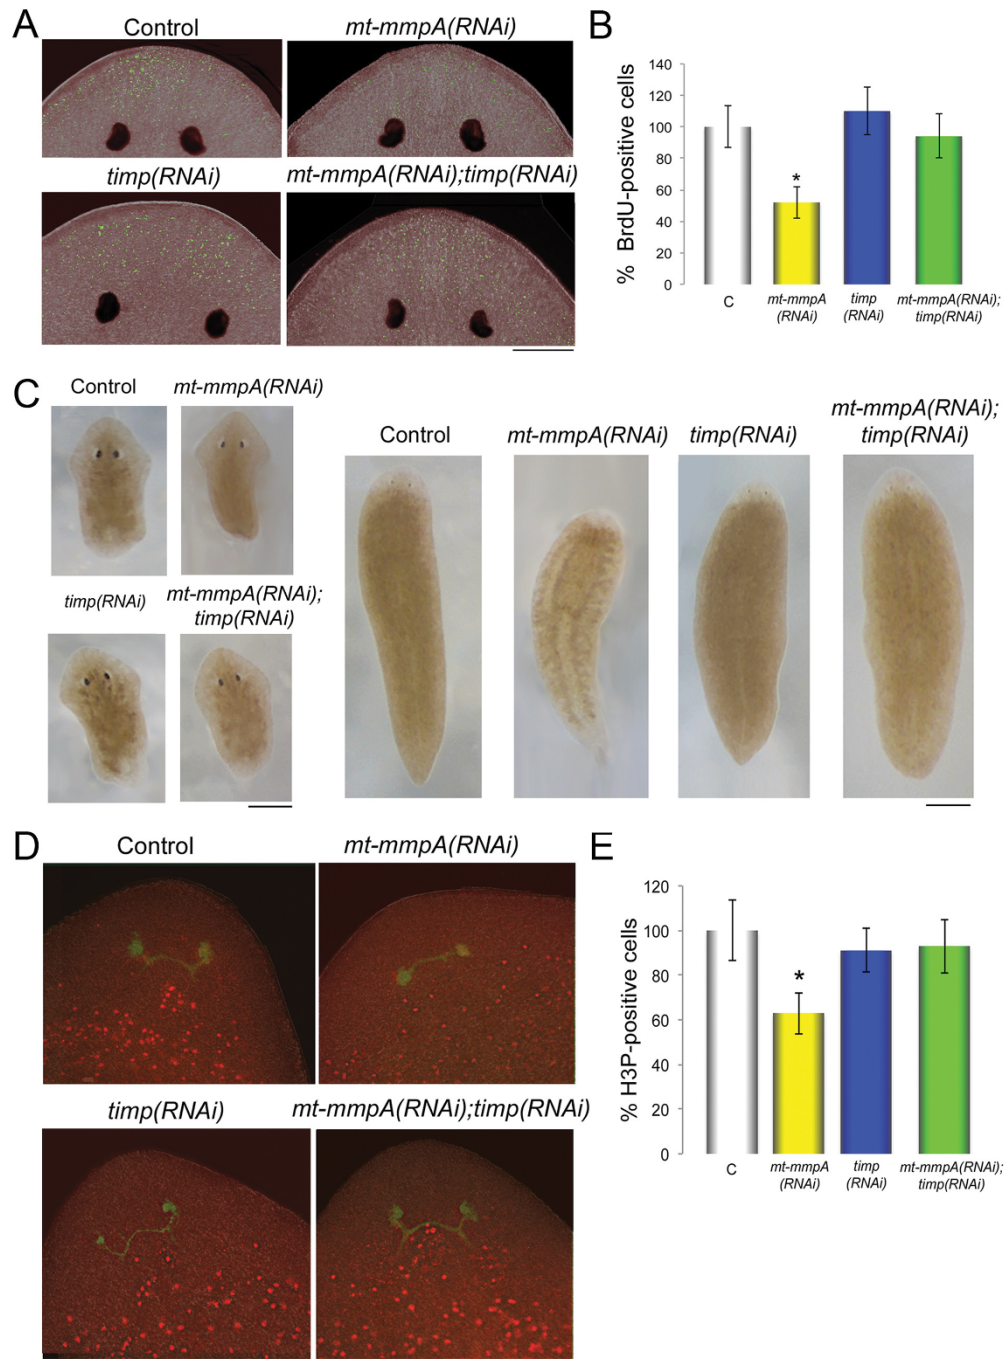 A
Control
mt-mmpA(RNAi)
timp(RNAi)
mt-mmpA(RNAi);timp(RNAi)
B
% BrdU-positive cells
140
120
100
80
60
40
20
0
*
C
mt-mmpA
(RNAi)
timp
(RNAi)
mt-mmpA(RNAi);
timp(RNAi)
C
Control
mt-mmpA(RNAi)
timp(RNAi)
mt-mmpA(RNAi);
timp(RNAi)
Control
mt-mmpA(RNAi)
timp(RNAi)
mt-mmpA(RNAi);
timp(RNAi)
D
Control
mt-mmpA(RNAi)
timp(RNAi)
mt-mmpA(RNAi);timp(RNAi)
E
% H3P-positive cells
120
100
80
60
40
20
0
*
C
mt-mmpA
(RNAi)
timp
(RNAi)
mt-mmpA(RNAi);
timp(RNAi)